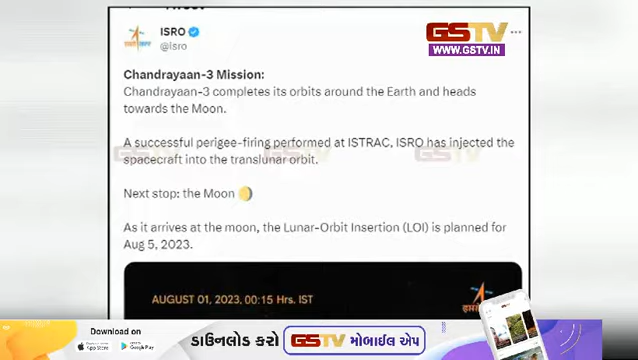 ISRO
@isro
GSTV
WWW.GSTV.IN
Chandrayaan-3 Mission:
Chandrayaan-3 completes its orbits around the Earth and heads
towards the Moon.
A successful perigee-firing performed at ISTRAC, ISRO has injected the
spacecraft into the translunar orbit.
GSTV GSTV GSTV
Next stop: the Moon
As it arrives at the moon, the Lunar-Orbit Insertion (LOI) is planned for
Aug 5, 2023.
AUGUST 01, 2023, 00:15 Hrs. IST
Download on
App Store
Google Play
ડાઉનલોડ કરો GSTV મોબાઈલ એપ